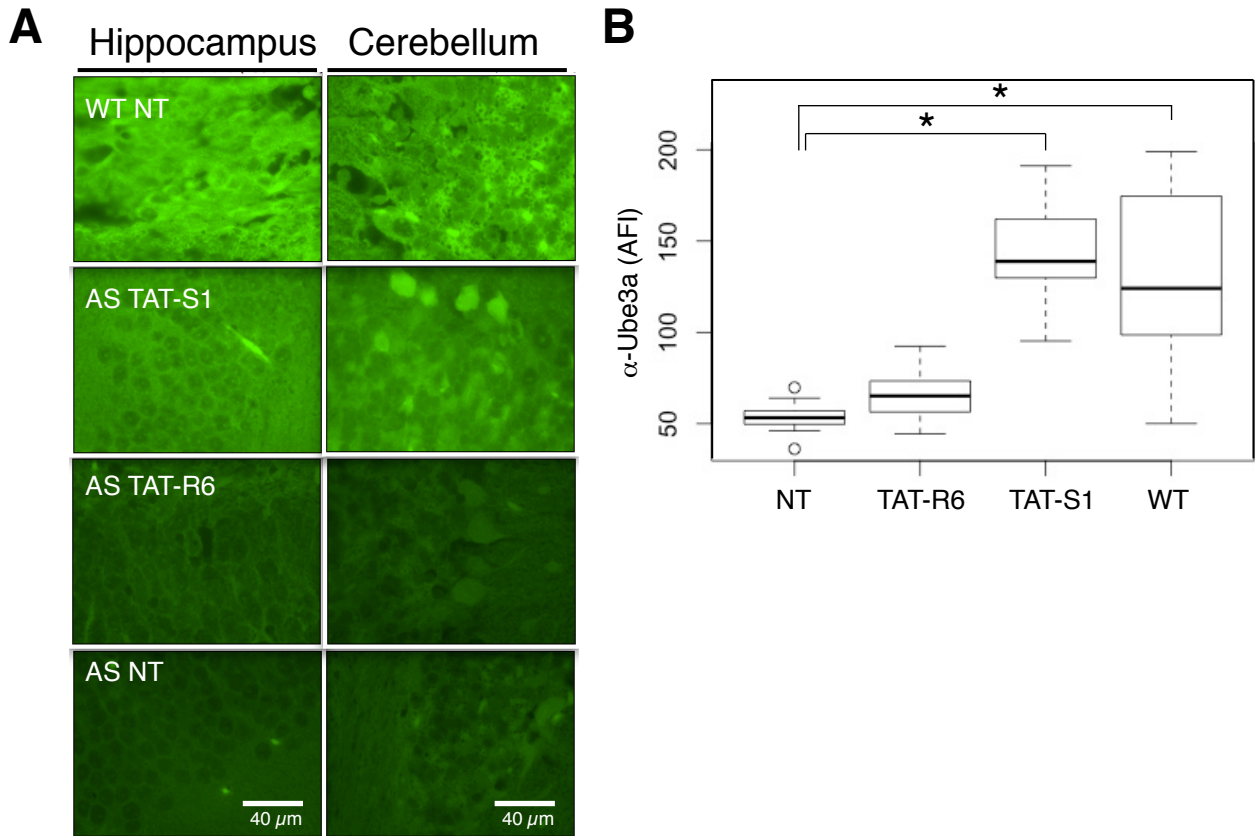 A
Hippocampus Cerebellum
WT NT
AS TAT-S1
AS TAT-R6
AS NT
40 µm 40 µm
B
* 
*
α-Ube3a (AFI)
200
150
100
50
NT TAT-R6 TAT-S1 WT